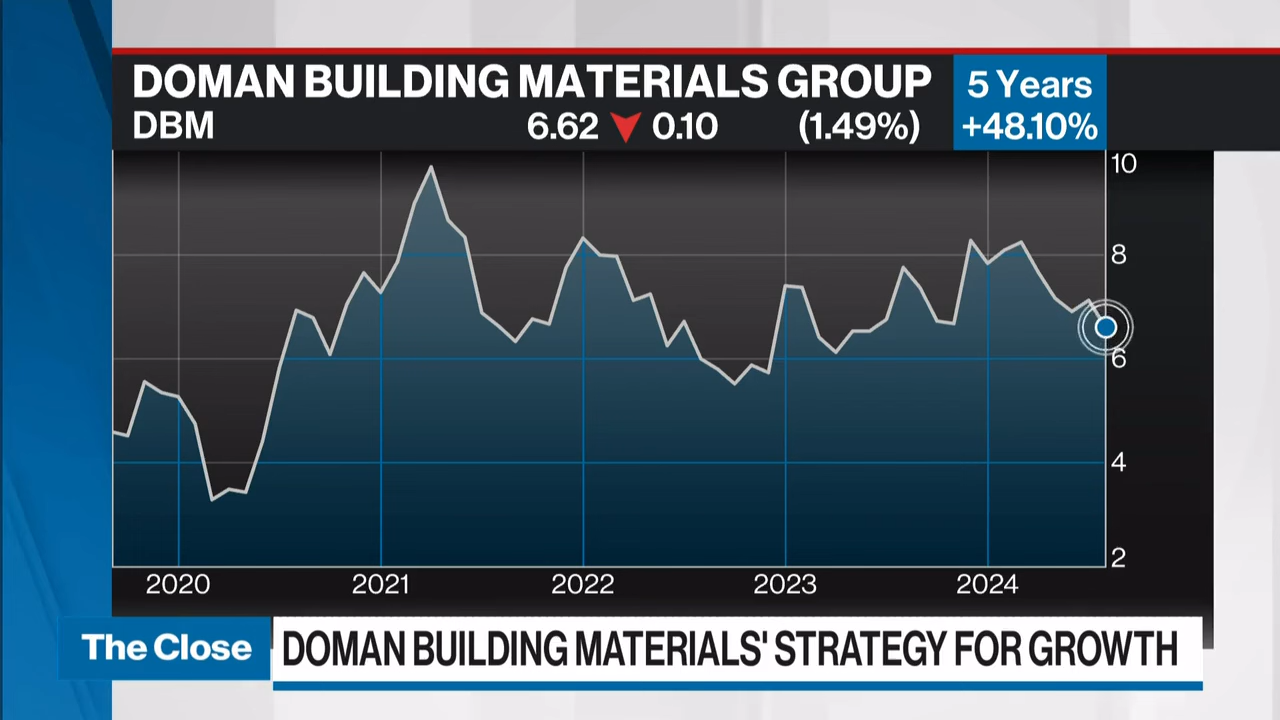 DOMAN BUILDING MATERIALS GROUP
5 Years
DBM
6.62 ▼ 0.10
(1.49%)
+48.10%
10
8
6
4
2
2020
2021
2022
2023
2024
The Close
DOMAN BUILDING MATERIALS' STRATEGY FOR GROWTH